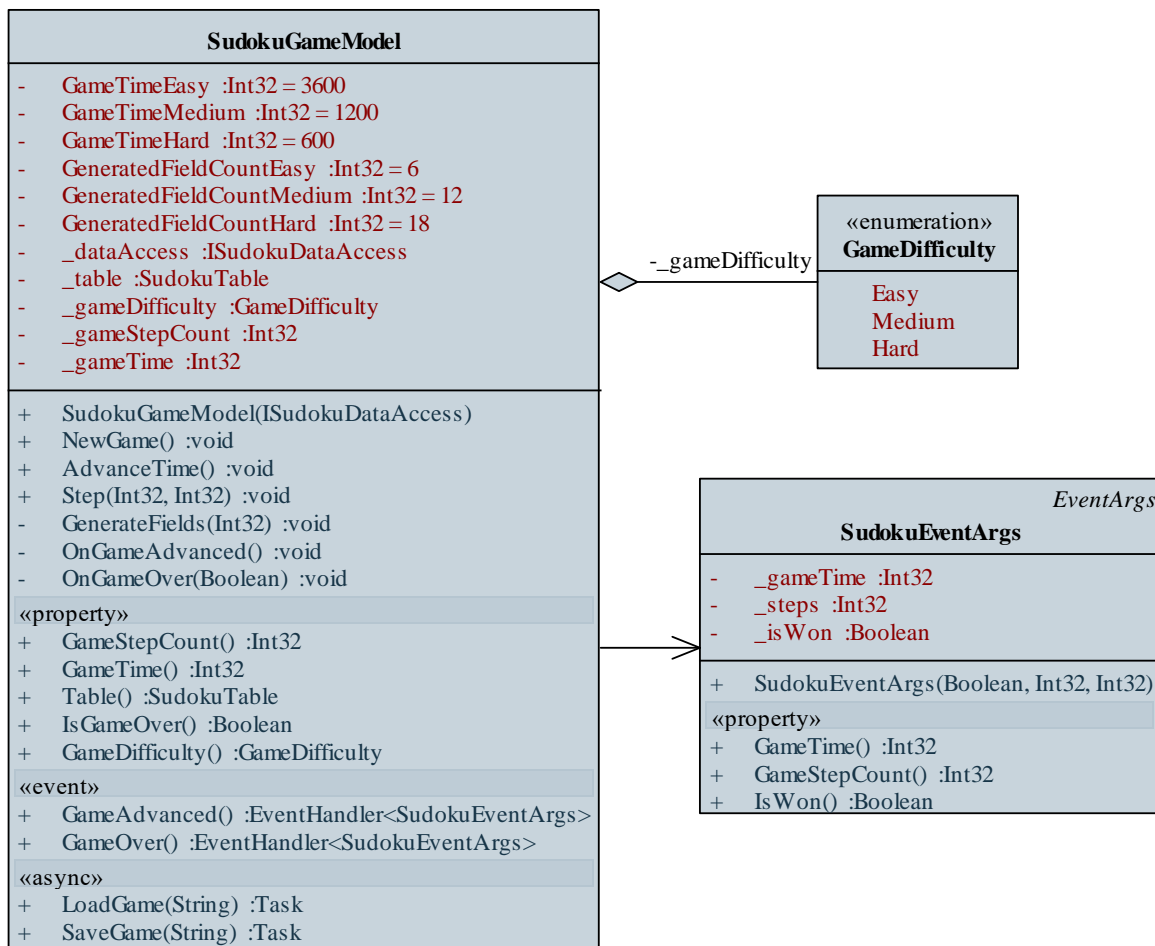 SudokuGameModel
- GameTimeEasy :Int32 = 3600
- GameTimeMedium :Int32 = 1200
- GameTimeHard :Int32 = 600
- GeneratedFieldCountEasy :Int32 = 6
- GeneratedFieldCountMedium :Int32 = 12
- GeneratedFieldCountHard :Int32 = 18
- _dataAccess :ISudokuDataAccess
- _table :SudokuTable
- _gameDifficulty :GameDifficulty
- _gameStepCount :Int32
- _gameTime :Int32
+ SudokuGameModel(ISudokuDataAccess)
+ NewGame() :void
+ AdvanceTime() :void
+ Step(Int32, Int32) :void
- GenerateFields(Int32) :void
- OnGameAdvanced() :void
- OnGameOver(Boolean) :void
«property»
+ GameStepCount() :Int32
+ GameTime() :Int32
+ Table() :SudokuTable
+ IsGameOver() :Boolean
+ GameDifficulty() :GameDifficulty
«event»
+ GameAdvanced() :EventHandler<SudokuEventArgs>
+ GameOver() :EventHandler<SudokuEventArgs>
«async»
+ LoadGame(String) :Task
+ SaveGame(String) :Task
-_gameDifficulty
«enumeration»
GameDifficulty
Easy
Medium
Hard
EventArgs
SudokuEventArgs
- _gameTime :Int32
- _steps :Int32
- _isWon :Boolean
+ SudokuEventArgs(Boolean, Int32, Int32)
«property»
+ GameTime() :Int32
+ GameStepCount() :Int32
+ IsWon() :Boolean